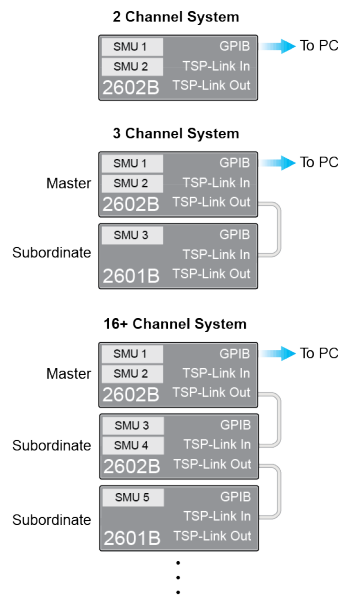 2 Channel System
SMU 1 GPIB To PC
SMU 2 TSP-Link In
2602B TSP-Link Out
3 Channel System
SMU 1 GPIB To PC
Master SMU 2 TSP-Link In
2602B TSP-Link Out
SMU 3 GPIB
Subordinate TSP-Link In
2601B TSP-Link Out
16+ Channel System
SMU 1 GPIB To PC
Master SMU 2 TSP-Link In
2602B TSP-Link Out
SMU 3 GPIB
Subordinate SMU 4 TSP-Link In
2602B TSP-Link Out
SMU 5 GPIB
Subordinate TSP-Link In
2601B TSP-Link Out